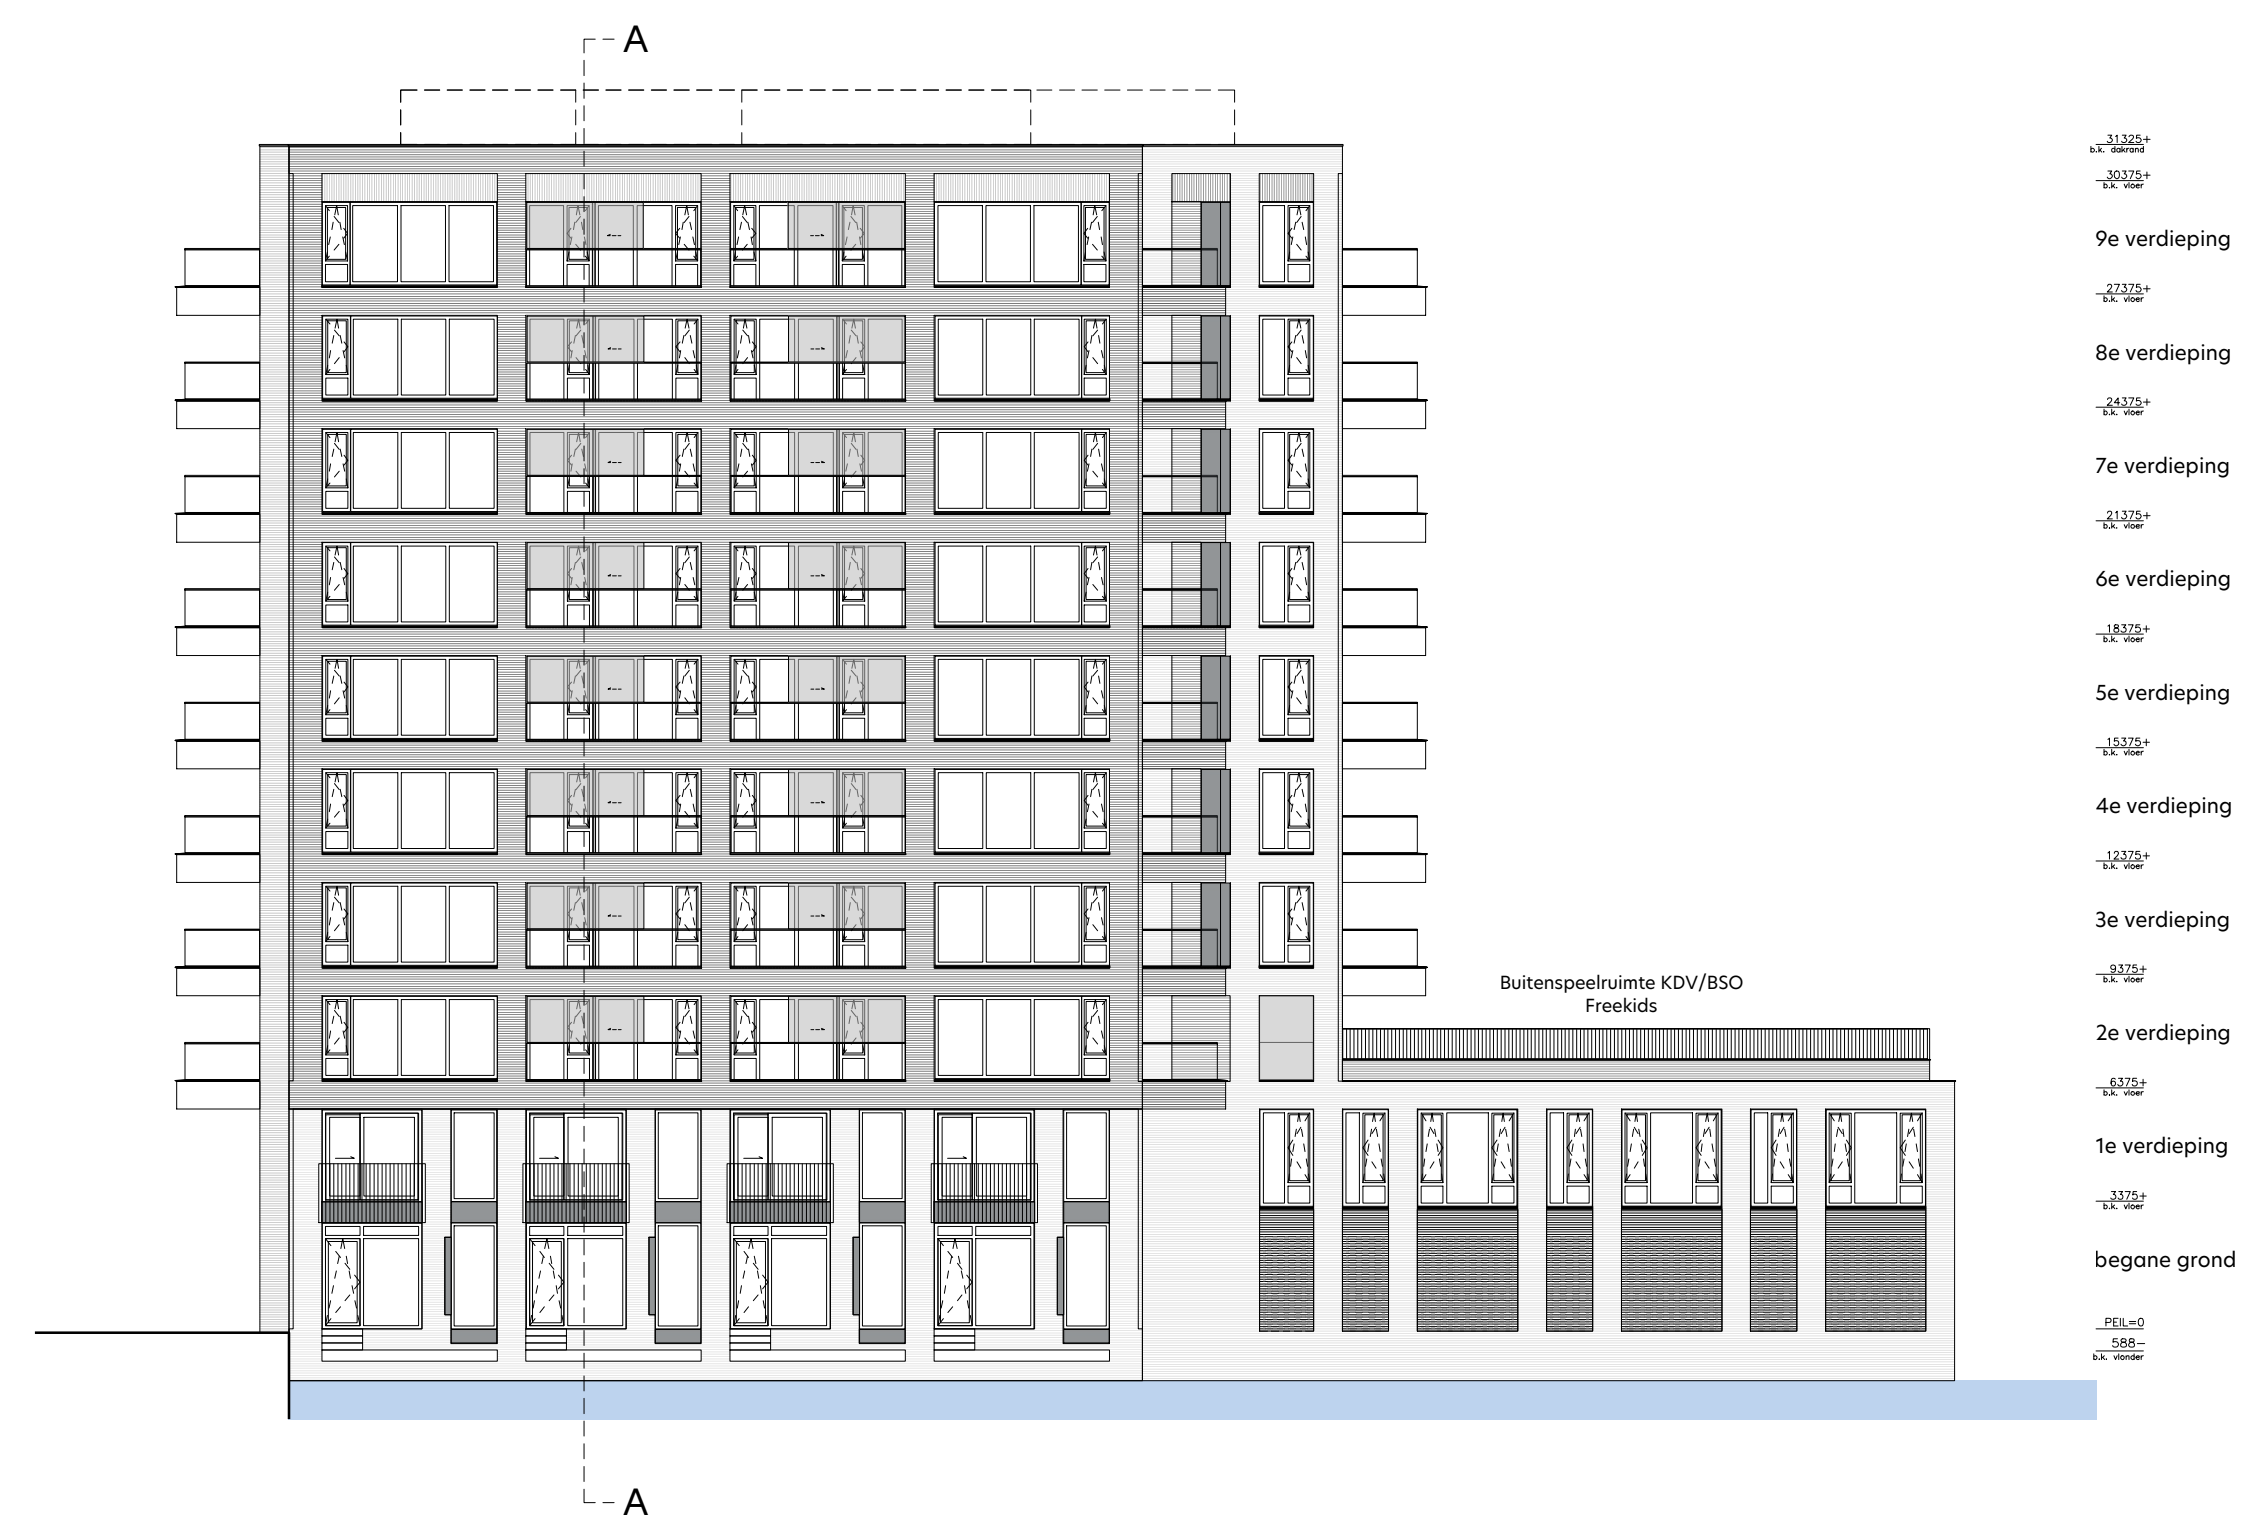 A
31325+
b.k. dakrand
30375+
b.k. vloer
9e verdieping
27375+
b.k. vloer
8e verdieping
24375+
b.k. vloer
7e verdieping
21375+
b.k. vloer
6e verdieping
18375+
b.k. vloer
5e verdieping
15375+
b.k. vloer
4e verdieping
12375+
b.k. vloer
3e verdieping
9375+
b.k. vloer
Buitenspeelruimte KDV/BSO
Freekids
2e verdieping
6375+
b.k. vloer
1e verdieping
3375+
b.k. vloer
begane grond
PEIL=0
588−
b.k. vlonder
A